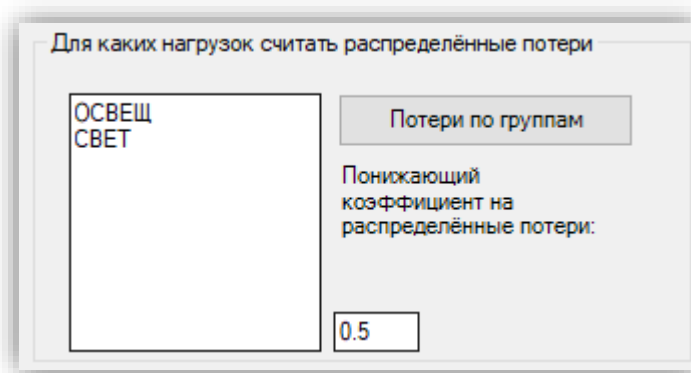 Для каких нагрузок считать распределённые потери
ОСВЕЩ
СВЕТ
Потери по группам
Понижающий
коэффициент на
распределённые потери:
0.5